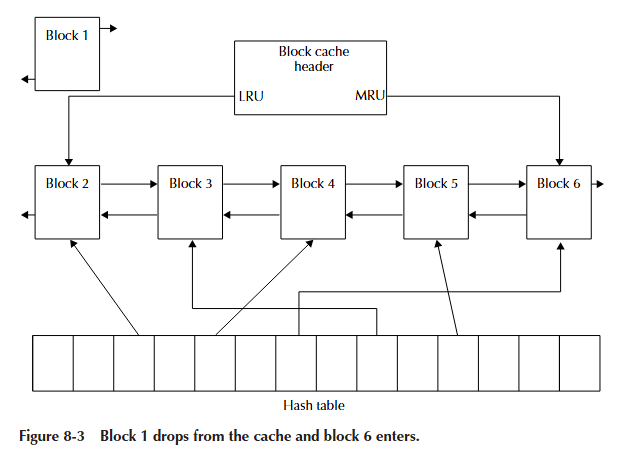 Block 1
Block cache
header
LRU
MRU
Block 2
Block 3
Block 4
Block 5
Block 6
Hash table
Figure 8-3 Block 1 drops from the cache and block 6 enters.